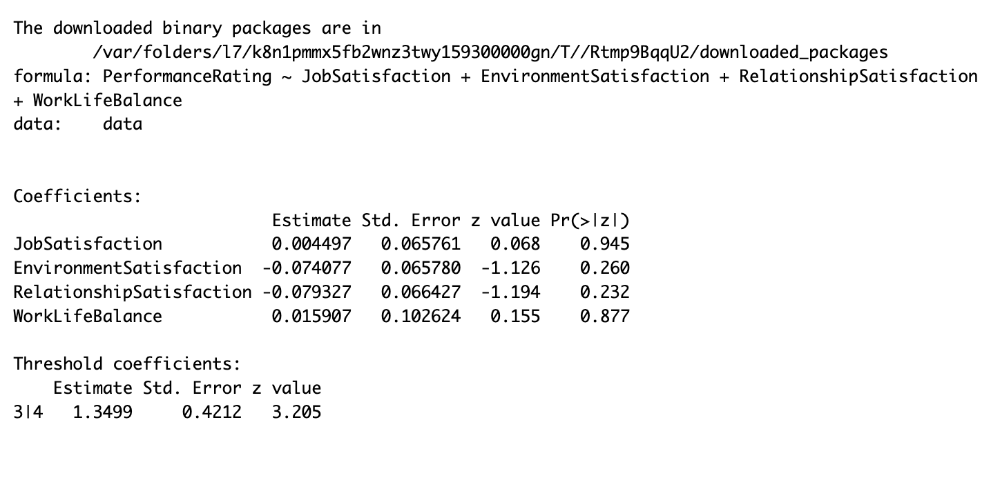 The downloaded binary packages are in
/var/folders/l7/k8n1pmmx5fb2wnz3twy159300000gn/T//Rtmp9BqqU2/downloaded_packages
formula: PerformanceRating ~ JobSatisfaction + EnvironmentSatisfaction + RelationshipSatisfaction
+ WorkLifeBalance
data:    data
Coefficients:
Estimate Std. Error z value Pr(>|z|)
JobSatisfaction 0.004497 0.065761 0.068 0.945
EnvironmentSatisfaction -0.074077 0.065780 -1.126 0.260
RelationshipSatisfaction -0.079327 0.066427 -1.194 0.232
WorkLifeBalance 0.015907 0.102624 0.155 0.877
Threshold coefficients:
Estimate Std. Error z value
3|4 1.3499 0.4212 3.205